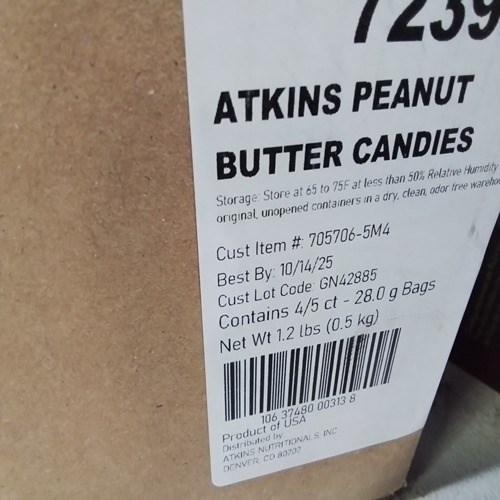 7239
ATKINS PEANUT
BUTTER CANDIES
Storage: Store at 65 to 75F at less than 50% Relative Humidity
original, unopened containers in a dry, clean, odor free
Cust Item #: 705706-5M4
Best By: 10/14/25
Cust Lot Code: GN42885
Contains 4/5 ct - 28.0 g Bags
Net Wt 1.2 lbs (0.5 kg)
106 37480 00313 8
Product of USA
Distributed by
ATKINS NUTRITIONALS, INC
DENVER, CO 80202